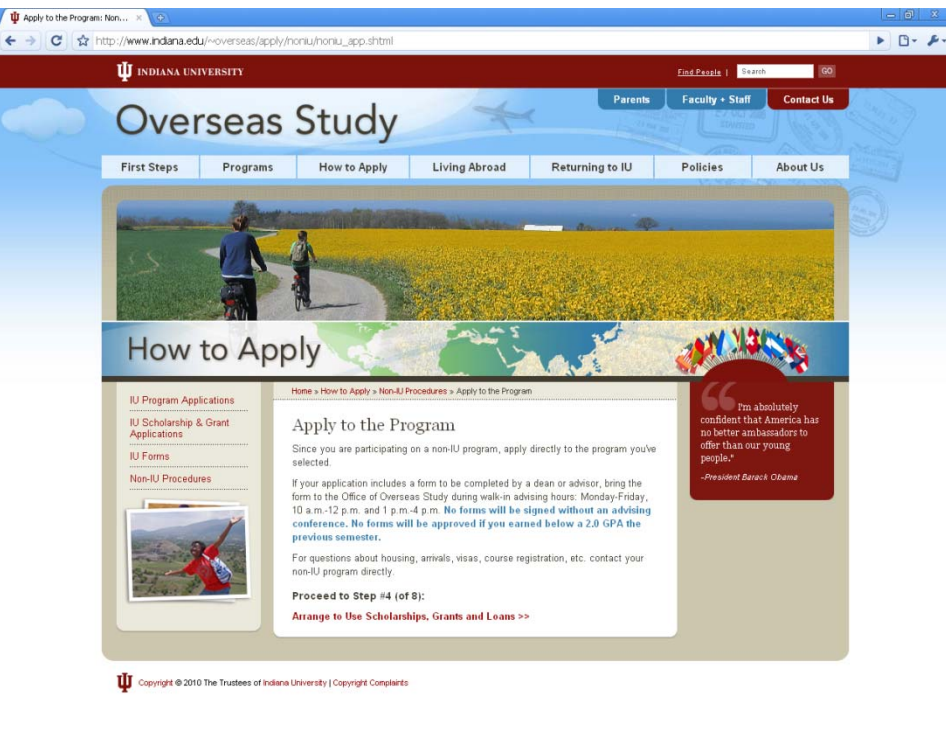 Apply to the Program: Non...
http://www.indiana.edu/~overseas/apply/noniu/noniu_app.shtml
INDIANA UNIVERSITY
Find People |
Search
GO
Parents
Faculty + Staff
Contact Us
Overseas Study
First Steps
Programs
How to Apply
Living Abroad
Returning to IU
Policies
About Us
How to Apply
IU Program Applications
IU Scholarship & Grant
Applications
IU Forms
Non-IU Procedures
Home » How to Apply » Non-IU Procedures » Apply to the Program
Apply to the Program
Since you are participating on a non-IU program, apply directly to the program you've
selected.
If your application includes a form to be completed by a dean or advisor, bring the
form to the Office of Overseas Study during walk-in advising hours: Monday-Friday,
10 a.m.-12 p.m. and 1 p.m.-4 p.m. No forms will be signed without an advising
conference. No forms will be approved if you earned below a 2.0 GPA the
previous semester.
For questions about housing, arrivals, visas, course registration, etc. contact your
non-IU program directly.
Proceed to Step #4 (of 8):
Arrange to Use Scholarships, Grants and Loans >>
“I'm absolutely
confident that America has
no better ambassadors to
offer than our young
people."
~President Barack Obama
Copyright © 2010 The Trustees of Indiana University | Copyright Complaints